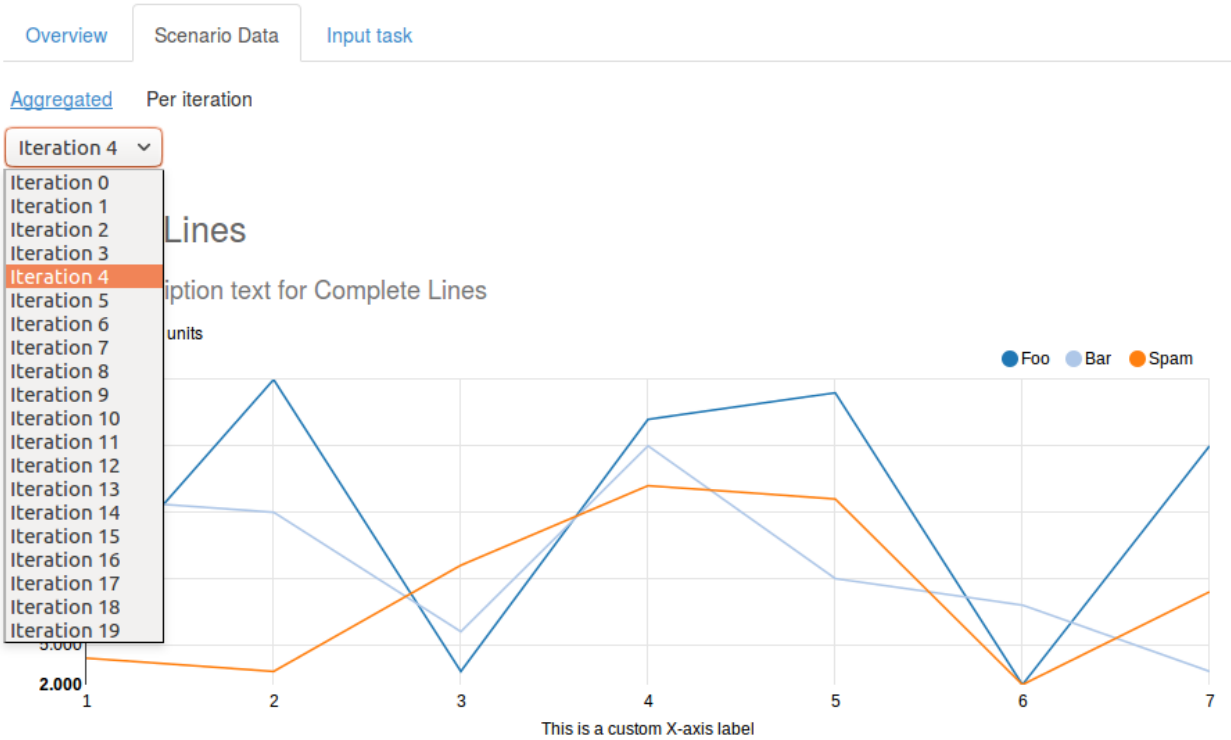 Overview Scenario Data Input task
Aggregated Per iteration
Iteration 4
Iteration 0
Iteration 1
Iteration 2
Iteration 3
Iteration 4
Iteration 5
Iteration 6
Iteration 7
Iteration 8
Iteration 9
Iteration 10
Iteration 11
Iteration 12
Iteration 13
Iteration 14
Iteration 15
Iteration 16
Iteration 17
Iteration 18
Iteration 19
Lines
iption text for Complete Lines
units
Foo Bar Spam
5.000
2.000
1 2 3 4 5 6 7
This is a custom X-axis label